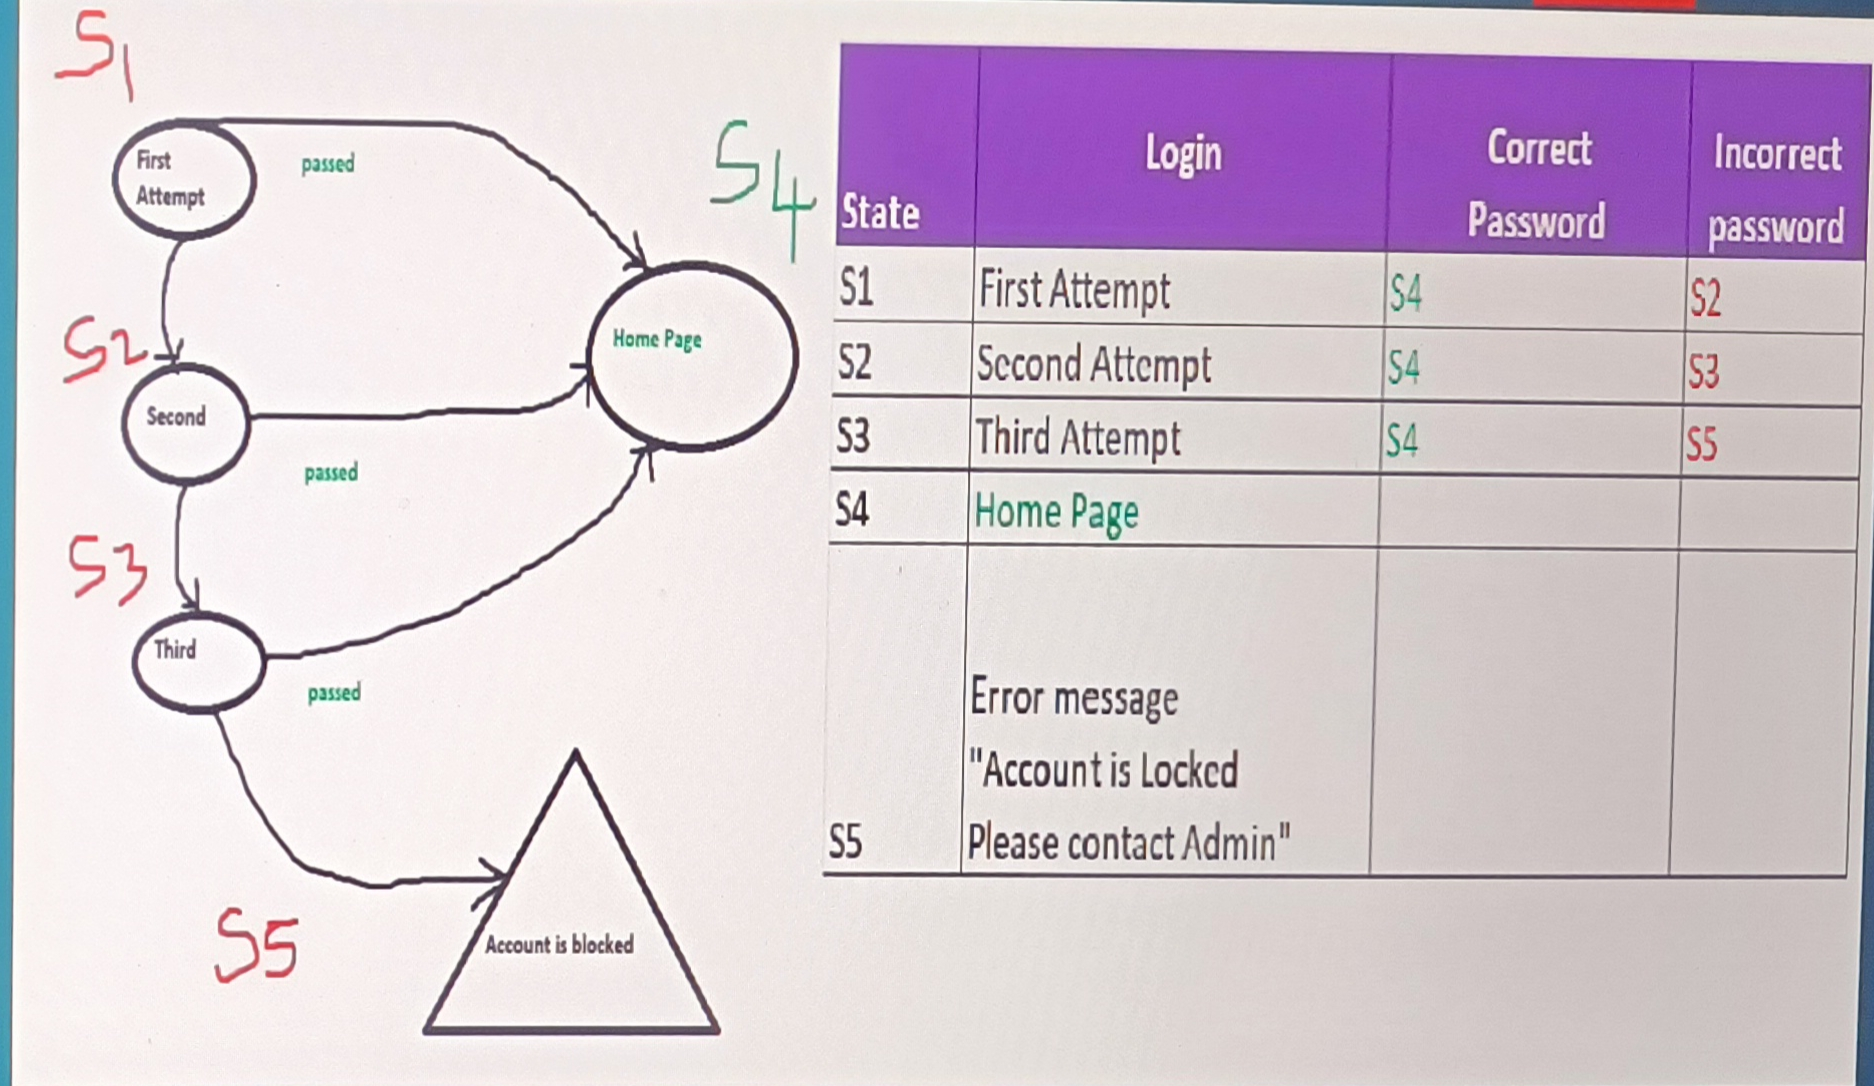 S1
First
Attempt
passed
S4
Home Page
S2
Second
passed
S3
Third
passed
S5
Account is blocked
State Login Correct Password Incorrect password
S1 First Attempt S4 S2
S2 Second Attempt S4 S3
S3 Third Attempt S4 S5
S4 Home Page
S5 Error message
"Account is Locked
Please contact Admin"